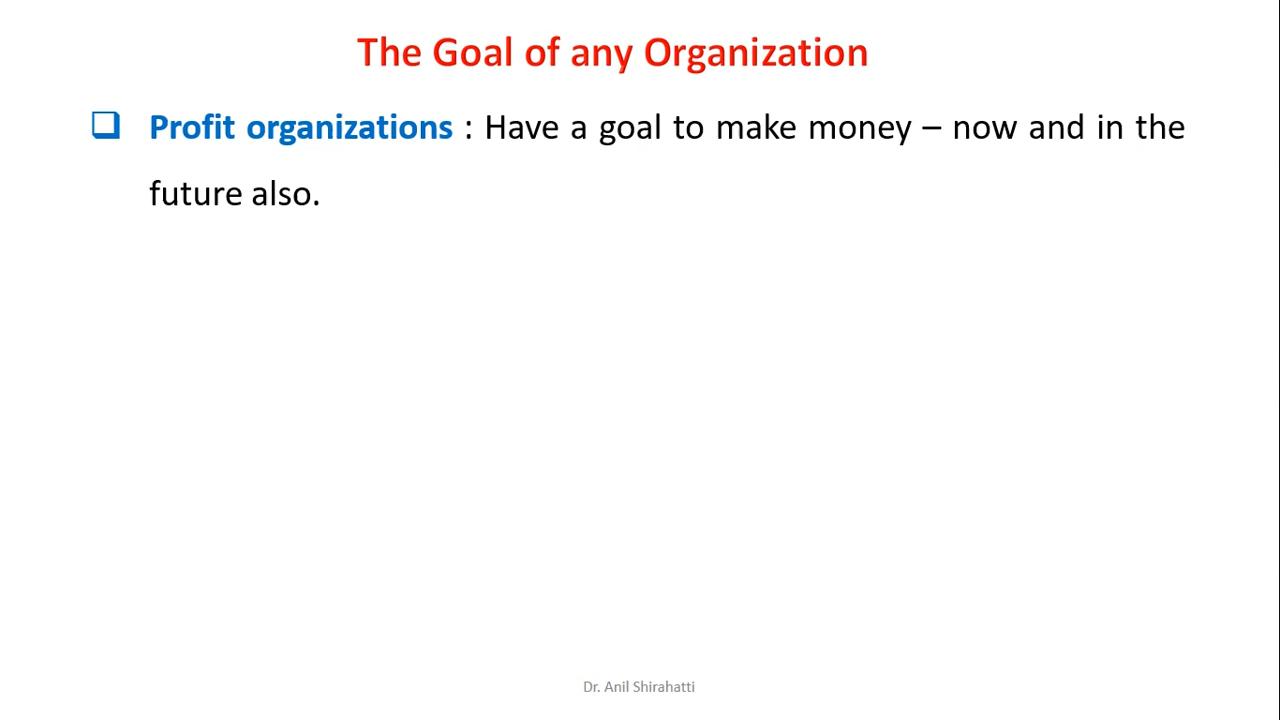 The Goal of any Organization
Profit organizations : Have a goal to make money – now and in the
future also.
Dr. Anil Shirahatti